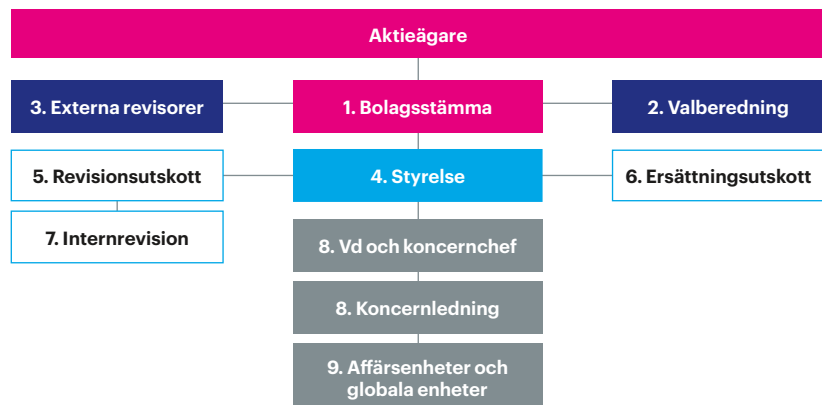 Aktieägare
3. Externa revisorer
1. Bolagsstämma
2. Valberedning
5. Revisionsutskott
4. Styrelse
6. Ersättningsutskott
7. Internrevision
8. Vd och koncernchef
8. Koncernledning
9. Affärsenheter och
globala enheter